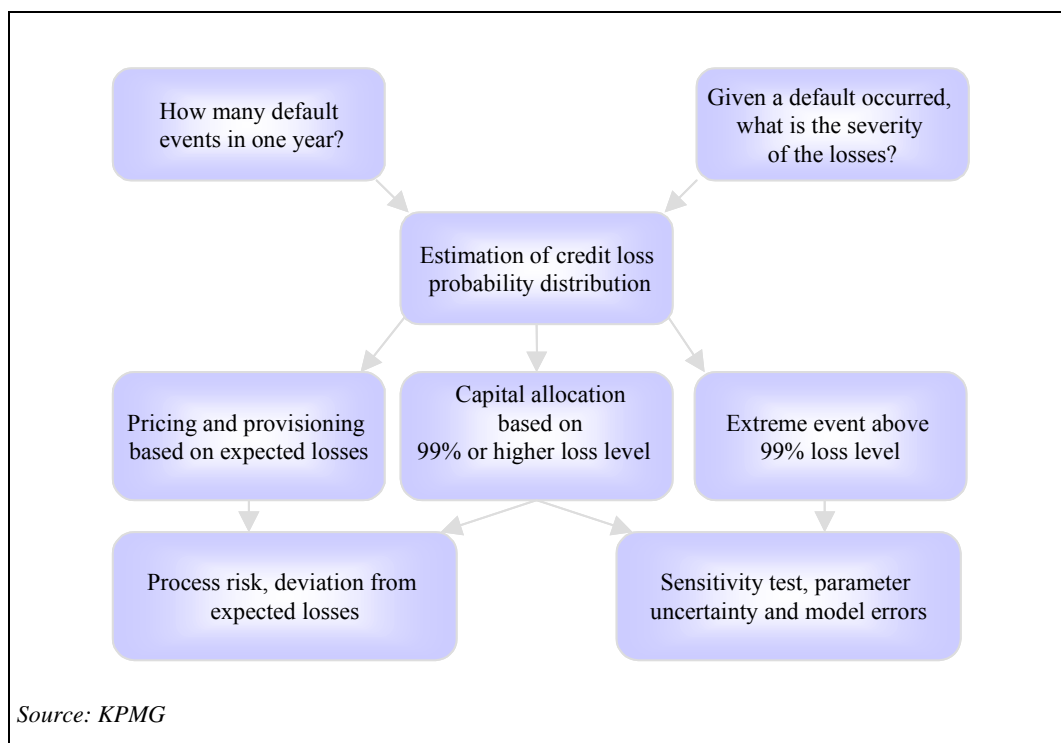 How many default
events in one year?
Given a default occurred,
what is the severity
of the losses?
Estimation of credit loss
probability distribution
Pricing and provisioning
based on expected losses
Capital allocation
based on
99% or higher loss level
Extreme event above
99% loss level
Process risk, deviation from
expected losses
Sensitivity test, parameter
uncertainty and model errors
Source: KPMG